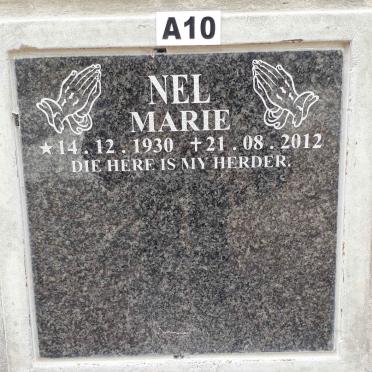 A10
NEL
MARIE
★14.12.1930 ✝21.08.2012
DIE HERE IS MY HERDER.